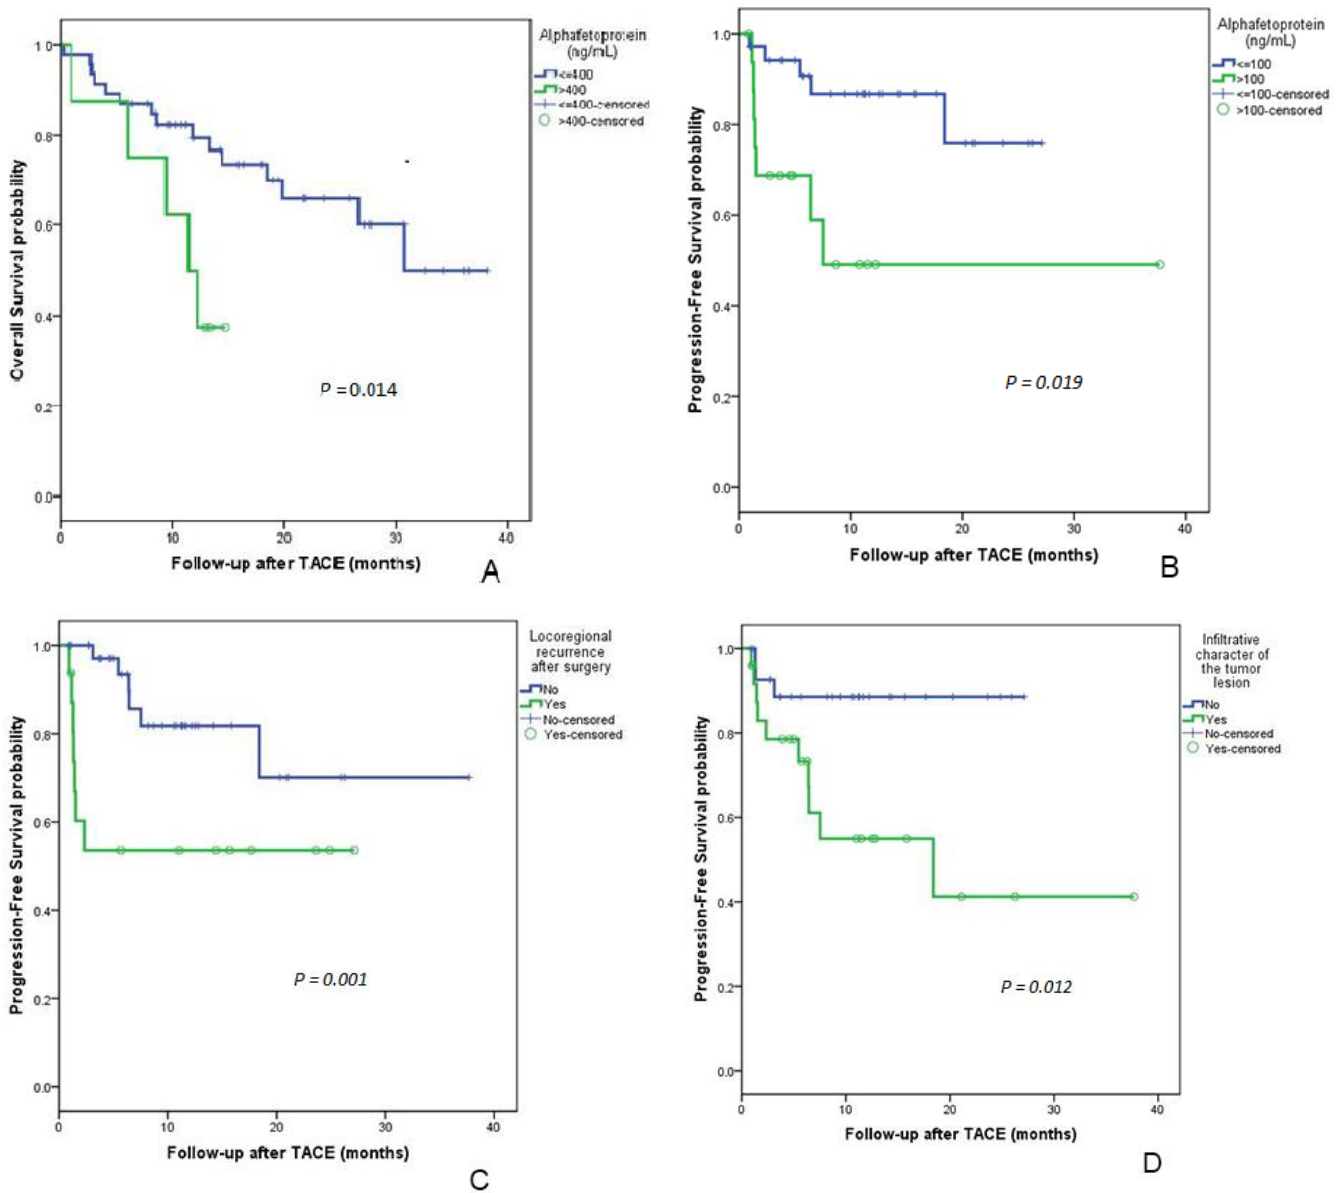 Alphafetoprotein
(ng/mL)
<=400
>400
<=400-censored
>400-censored
1.0
0.8
0.6
0.4
0.2
0.0
Overall Survival probability
P = 0.014
0 10 20 30 40
Follow-up after TACE (months)
A
Alphafetoprotein
(ng/mL)
<=100
>100
<=100-censored
>100-censored
1.0
0.8
0.6
0.4
0.2
0.0
Progression-Free Survival probability
P = 0.019
0 10 20 30 40
Follow-up after TACE (months)
B
Locoregional
recurrence
after surgery
No
Yes
No-censored
Yes-censored
1.0
0.8
0.6
0.4
0.2
0.0
Progression-Free Survival probability
P = 0.001
0 10 20 30 40
Follow-up after TACE (months)
C
Infiltrative
character of
the tumor
lesion
No
Yes
No-censored
Yes-censored
1.0
0.8
0.6
0.4
0.2
0.0
Progression-Free Survival probability
P = 0.012
0 10 20 30 40
Follow-up after TACE (months)
D